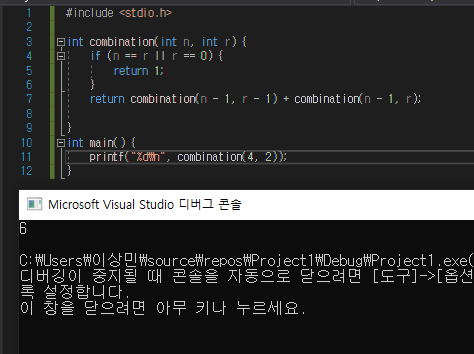 1 #include <stdio.h>
2
3 int combination(int n, int r) {
4 if (n == r || r == 0) {
5 return 1;
6 }
7 return combination(n - 1, r - 1) + combination(n - 1, r);
8
9 }
10 int main() {
11 printf("%d₩n", combination(4, 2));
12 }
Microsoft Visual Studio 디버그 콘솔
6
C:₩Users₩이상민₩source₩repos₩Project1₩Debug₩Project1.exe(
디버깅이 중지될 때 콘솔을 자동으로 닫으려면 [도구]->[옵션
록 설정합니다.
이 창을 닫으려면 아무 키나 누르세요.